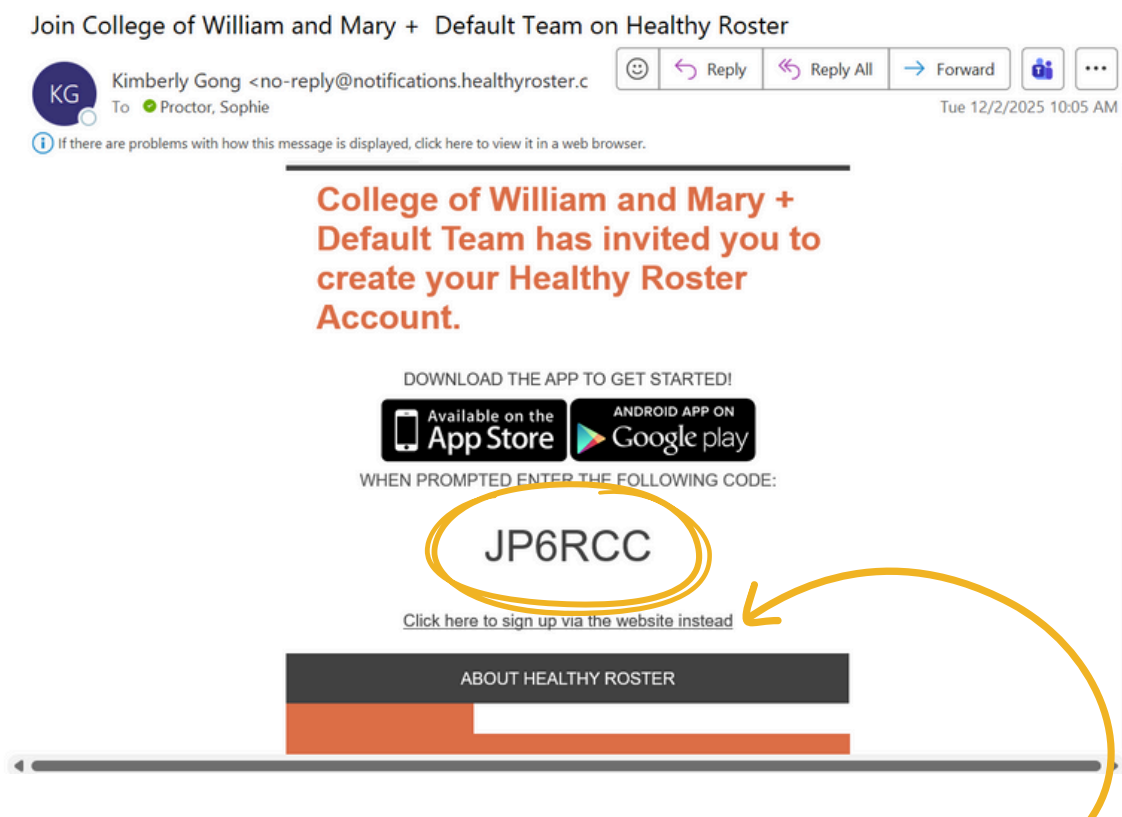 Join College of William and Mary +  Default Team on Healthy Roster
KG
Kimberly Gong <no-reply@notifications.healthyroster.c
Reply
Reply All
Forward
To Proctor, Sophie
Tue 12/2/2025 10:05 AM
If there are problems with how this message is displayed, click here to view it in a web browser.
College of William and Mary +
Default Team has invited you to
create your Healthy Roster
Account.
DOWNLOAD THE APP TO GET STARTED!
Available on the
App Store
ANDROID APP ON
Google play
WHEN PROMPTED ENTER THE FOLLOWING CODE:
JP6RCC
Click here to sign up via the website instead
ABOUT HEALTHY ROSTER